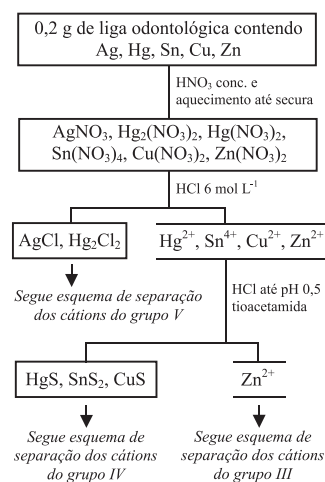 0,2 g de liga odontológica contendo
Ag, Hg, Sn, Cu, Zn
HNO₃ conc. e
aquecimento até secura
AgNO₃, Hg₂(NO₃)₂, Hg(NO₃)₂,
Sn(NO₃)₄, Cu(NO₃)₂, Zn(NO₃)₂
HCl 6 mol L⁻¹
AgCl, Hg₂Cl₂
Hg²⁺, Sn⁴⁺, Cu²⁺, Zn²⁺
Segue esquema de separação
dos cátions do grupo V
HCl até pH 0,5
tioacetamida
HgS, SnS₂, CuS
Zn²⁺
Segue esquema de
separação dos cátions
do grupo IV
Segue esquema de
separação dos cátions
do grupo III